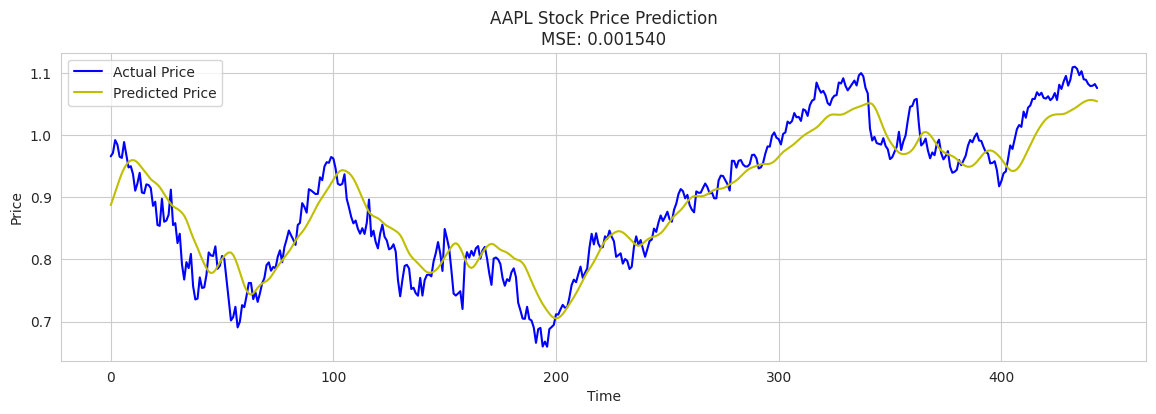 AAPL Stock Price Prediction
MSE: 0.001540
Actual Price
Predicted Price
Price
1.1
1.0
0.9
0.8
0.7
0
100
200
300
400
Time